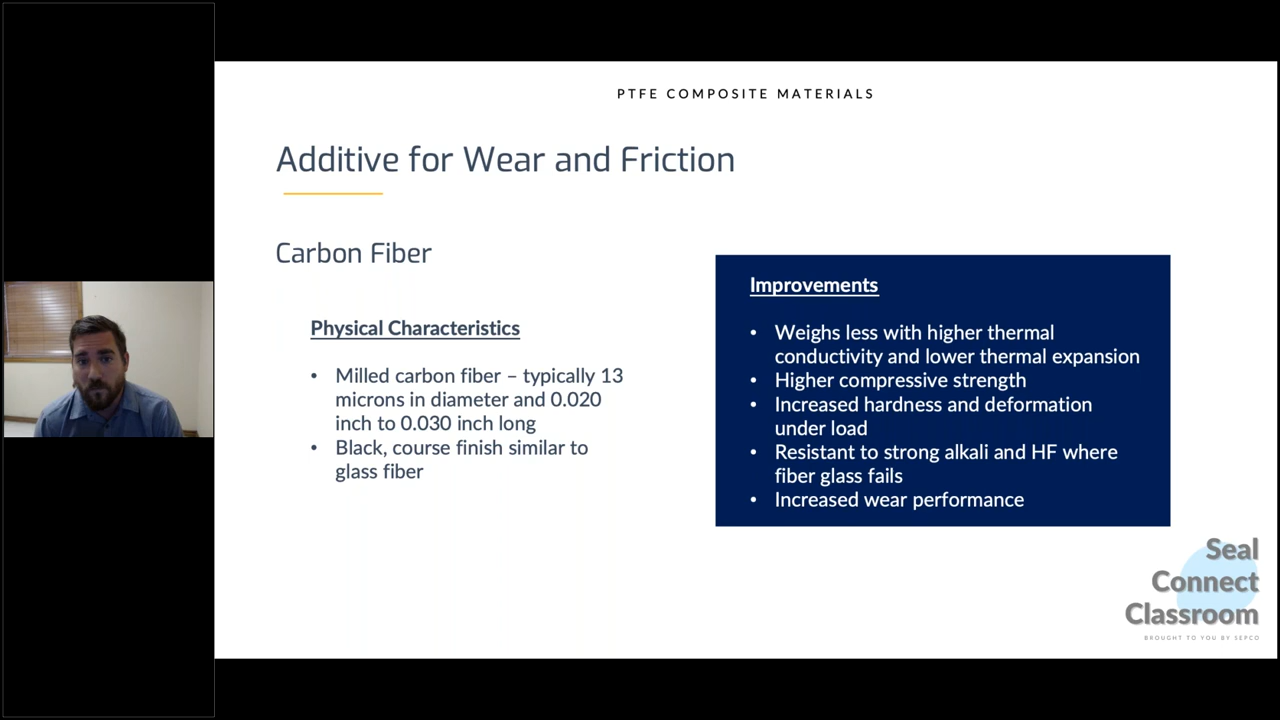 PTFE COMPOSITE MATERIALS
Additive for Wear and Friction
Carbon Fiber
Physical Characteristics
• Milled carbon fiber – typically 13
microns in diameter and 0.020
inch to 0.030 inch long
• Black, course finish similar to
glass fiber
Improvements
• Weighs less with higher thermal
conductivity and lower thermal expansion
• Higher compressive strength
• Increased hardness and deformation
under load
• Resistant to strong alkali and HF where
fiber glass fails
• Increased wear performance
Seal
Connect
Classroom
BROUGHT TO YOU BY SEPCO